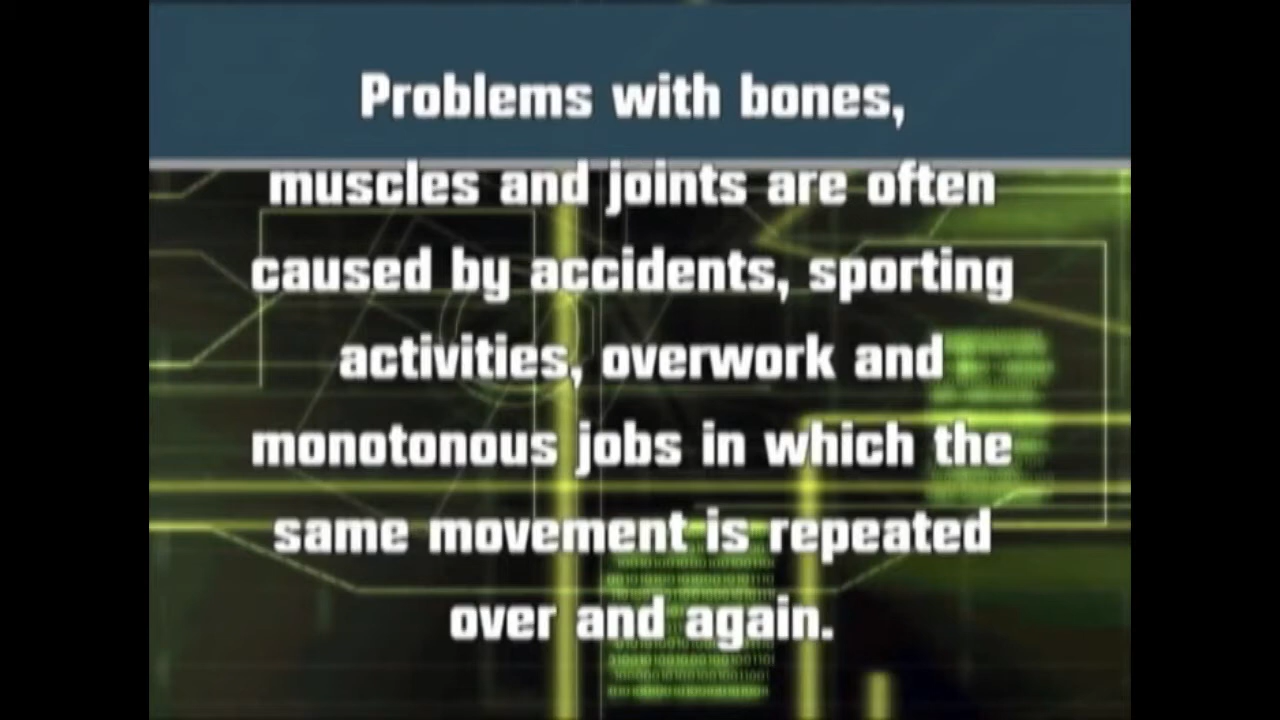 Problems with bones,
muscles and joints are often
caused by accidents, sporting
activities, overwork and
monotonous jobs in which the
same movement is repeated
over and again.